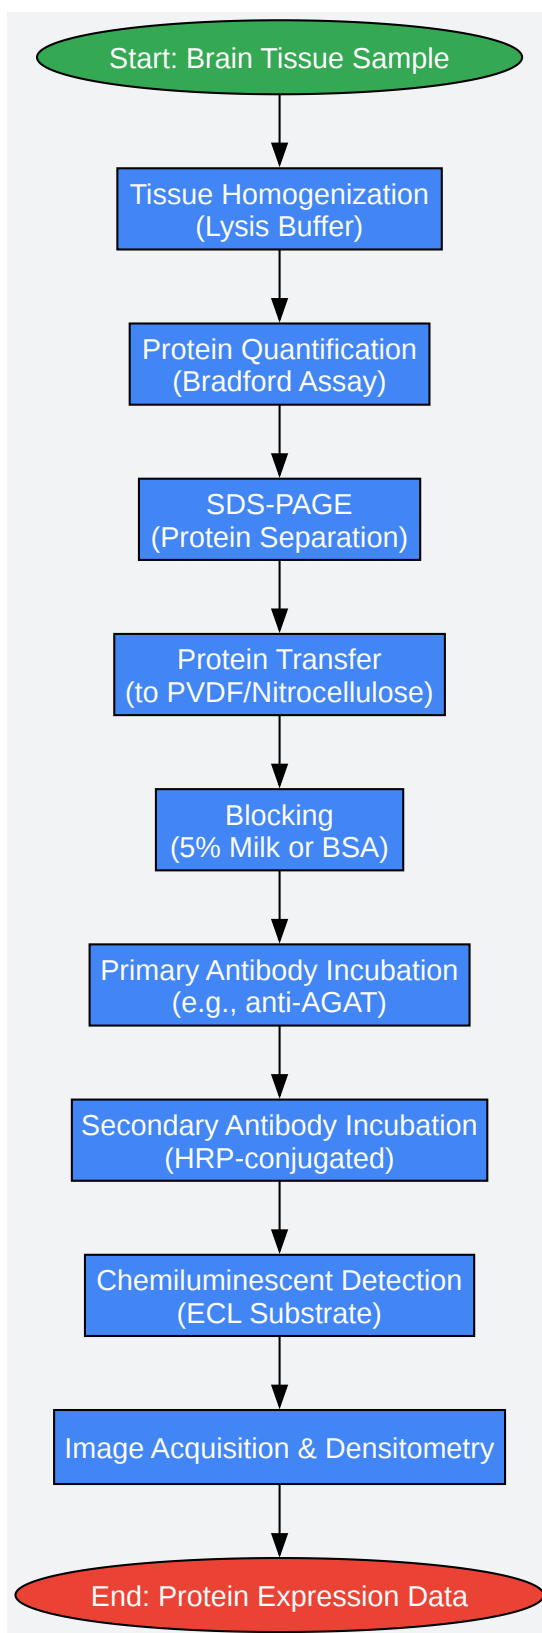 Start: Brain Tissue Sample
Tissue Homogenization
(Lysis Buffer)
Protein Quantification
(Bradford Assay)
SDS-PAGE
(Protein Separation)
Protein Transfer
(to PVDF/Nitrocellulose)
Blocking
(5% Milk or BSA)
Primary Antibody Incubation
(e.g., anti-AGAT)
Secondary Antibody Incubation
(HRP-conjugated)
Chemiluminescent Detection
(ECL Substrate)
Image Acquisition & Densitometry
End: Protein Expression Data